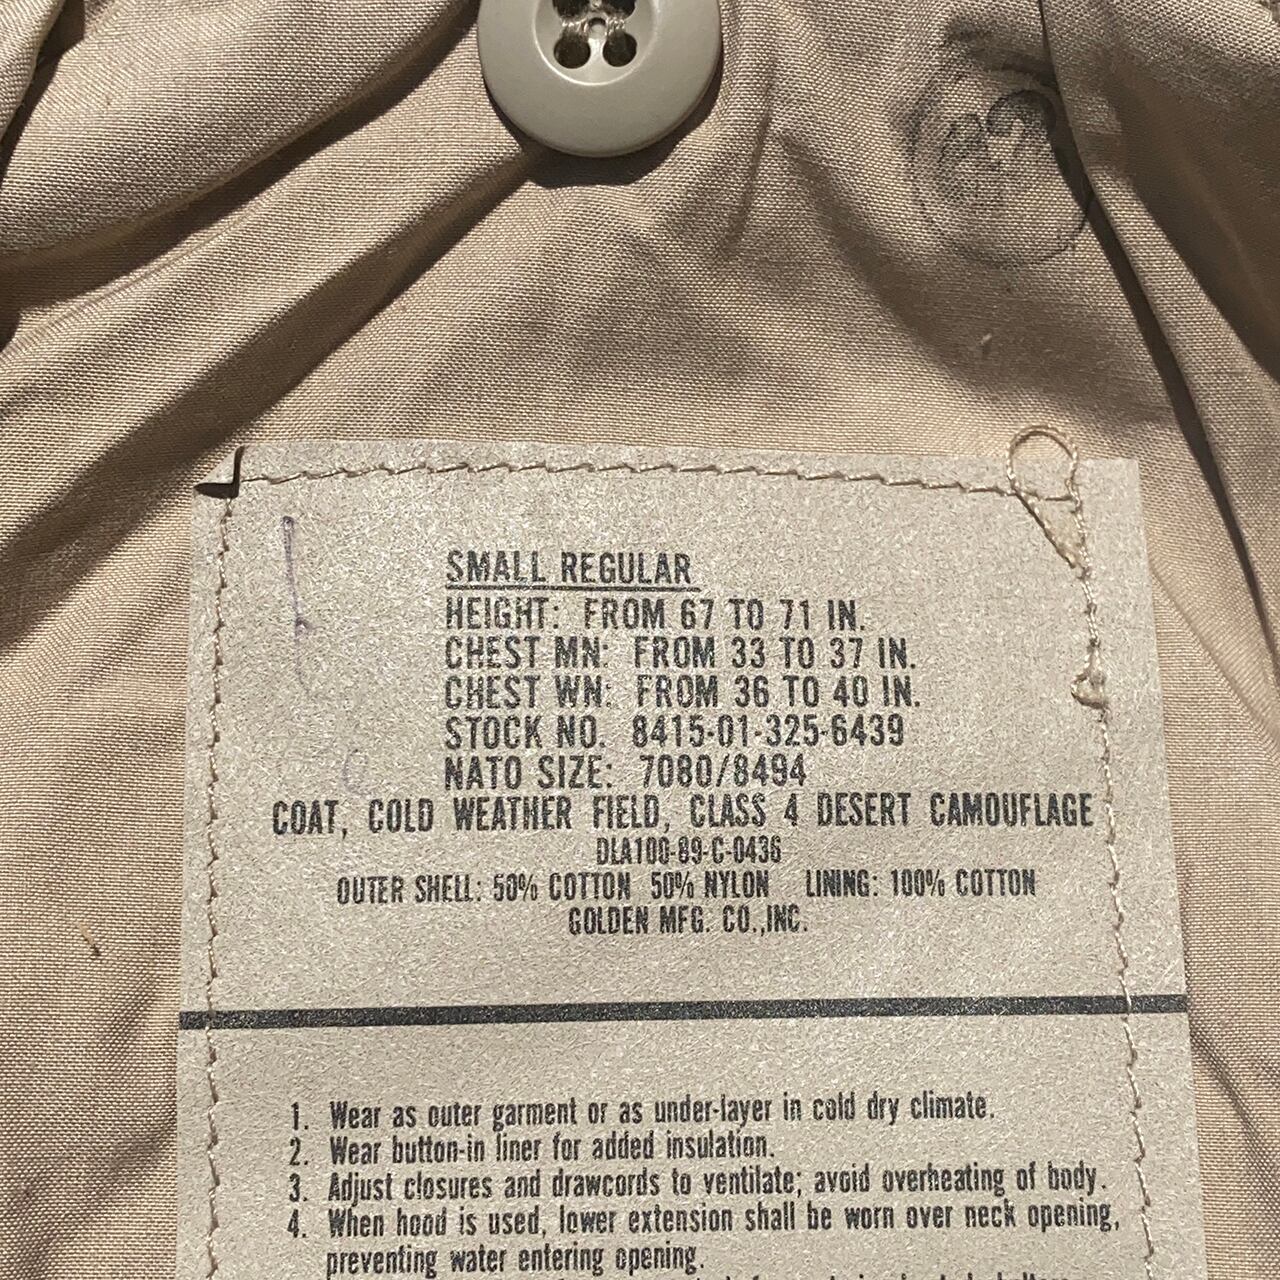 SMALL REGULAR
HEIGHT: FROM 67 TO 71 IN.
CHEST MN: FROM 33 TO 37 IN.
CHEST WN: FROM 36 TO 40 IN.
STOCK NO. 8415-01-325-6439
NATO SIZE: 7080/8494
COAT, COLD WEATHER FIELD, CLASS 4 DESERT CAMOUFLAGE
DLA100-89-C-0436
OUTER SHELL: 50% COTTON 50% NYLON LINING: 100% COTTON
GOLDEN MFG. CO.,INC.
1. Wear as outer garment or as under-layer in cold dry climate.
2. Wear button-in liner for added insulation.
3. Adjust closures and drawcords to ventilate; avoid overheating of body.
4. When hood is used, lower extension shall be worn over neck opening,
preventing water entering opening.